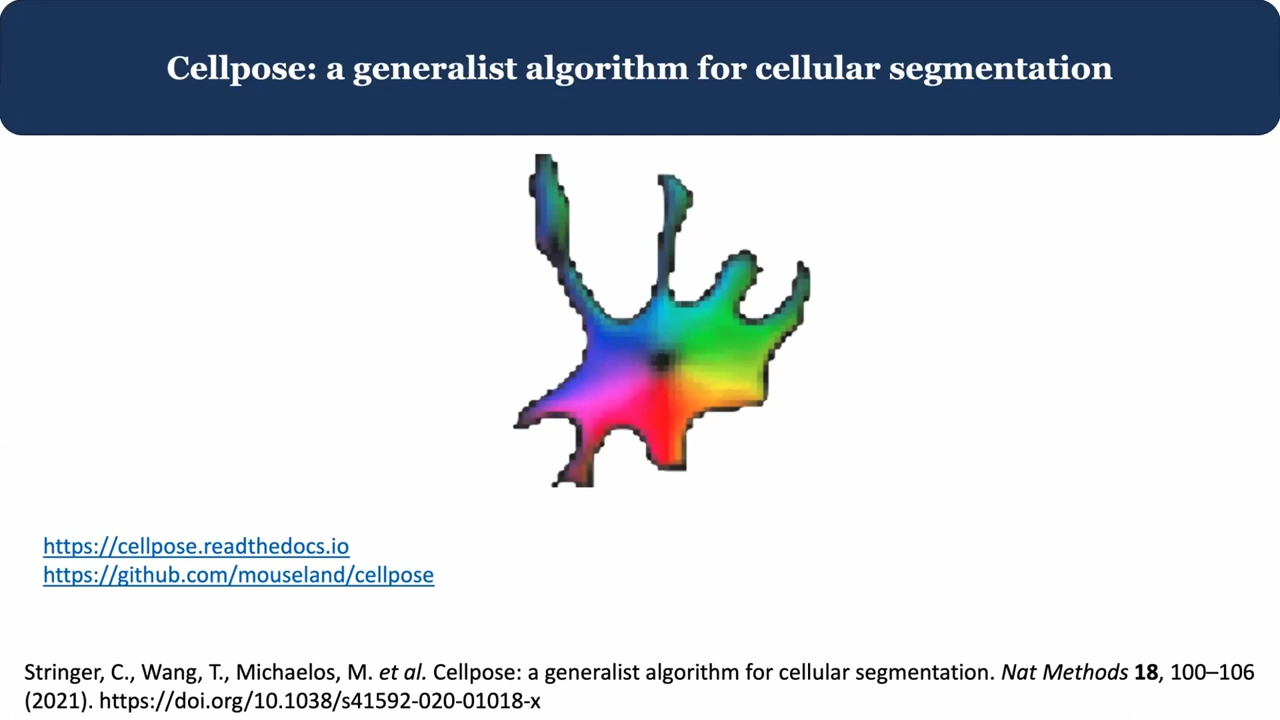 Cellpose: a generalist algorithm for cellular segmentation
https://cellpose.readthedocs.io
https://github.com/mouseland/cellpose
Stringer, C., Wang, T., Michaelos, M. et al. Cellpose: a generalist algorithm for cellular segmentation. Nat Methods 18, 100–106
(2021). https://doi.org/10.1038/s41592-020-01018-x